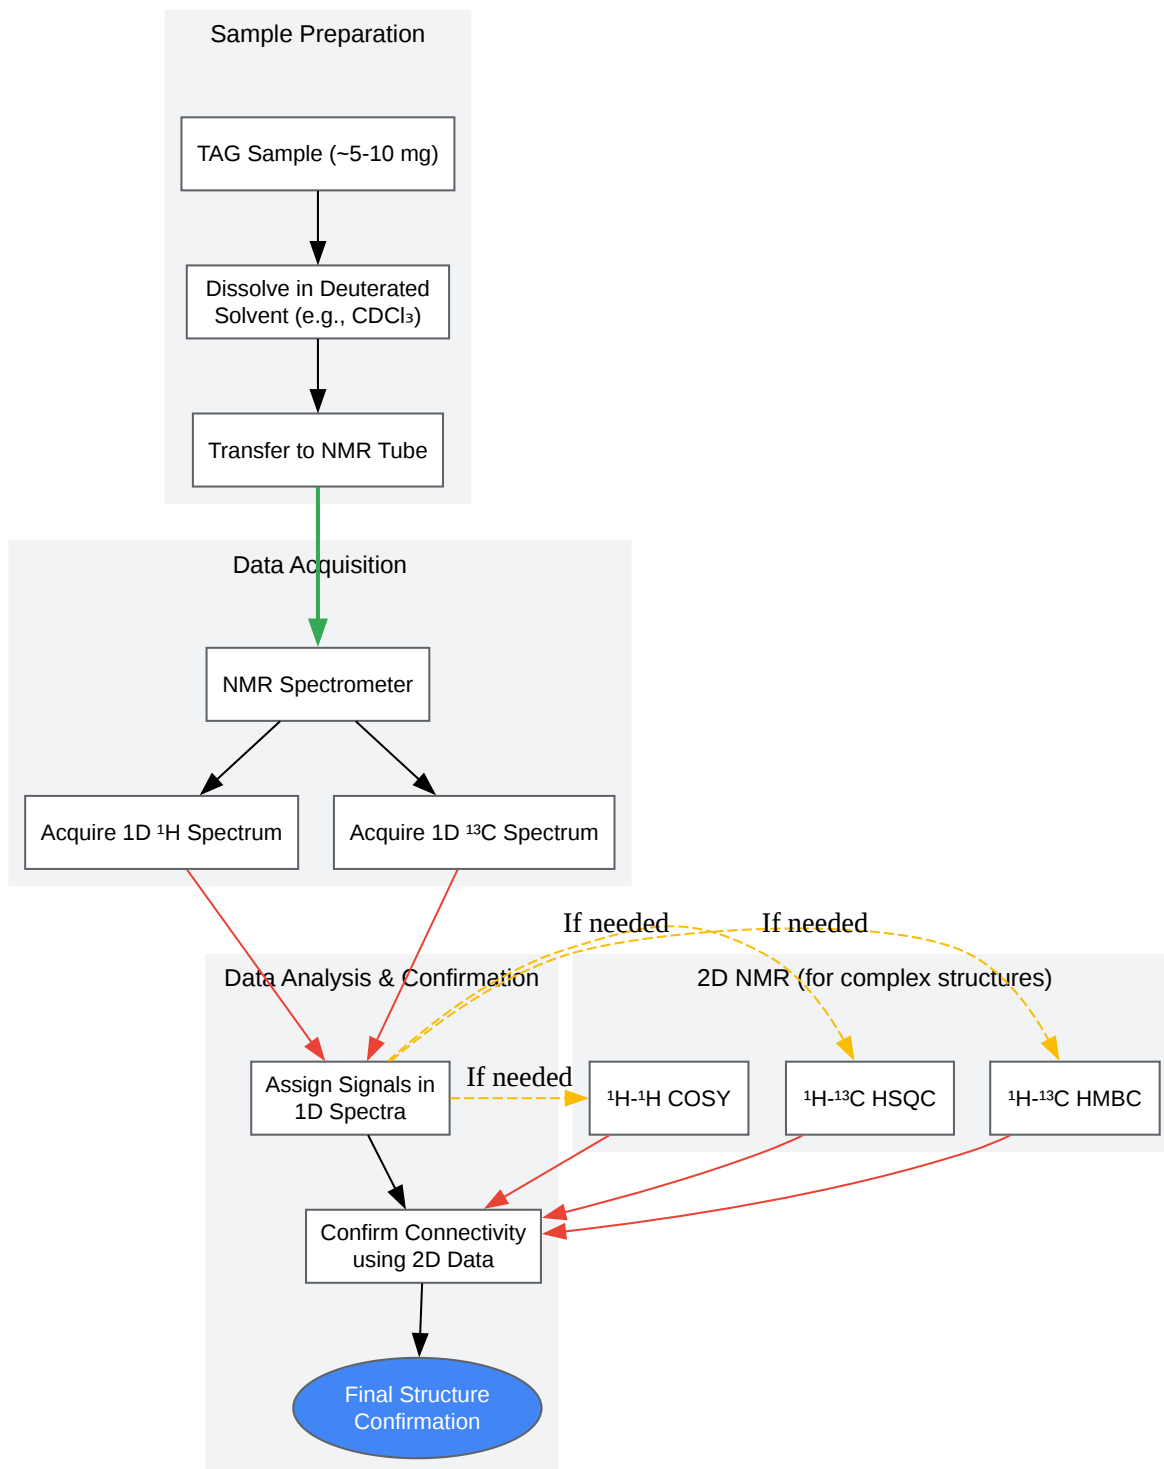 Sample Preparation
TAG Sample (~5-10 mg)
Dissolve in Deuterated
Solvent (e.g., CDCl₃)
Transfer to NMR Tube
Data Acquisition
NMR Spectrometer
Acquire 1D ¹H Spectrum
Acquire 1D ¹³C Spectrum
If needed
If needed
Data Analysis & Confirmation
2D NMR (for complex structures)
Assign Signals in
1D Spectra
If needed
¹H-¹H COSY
¹H-¹³C HSQC
¹H-¹³C HMBC
Confirm Connectivity
using 2D Data
Final Structure
Confirmation